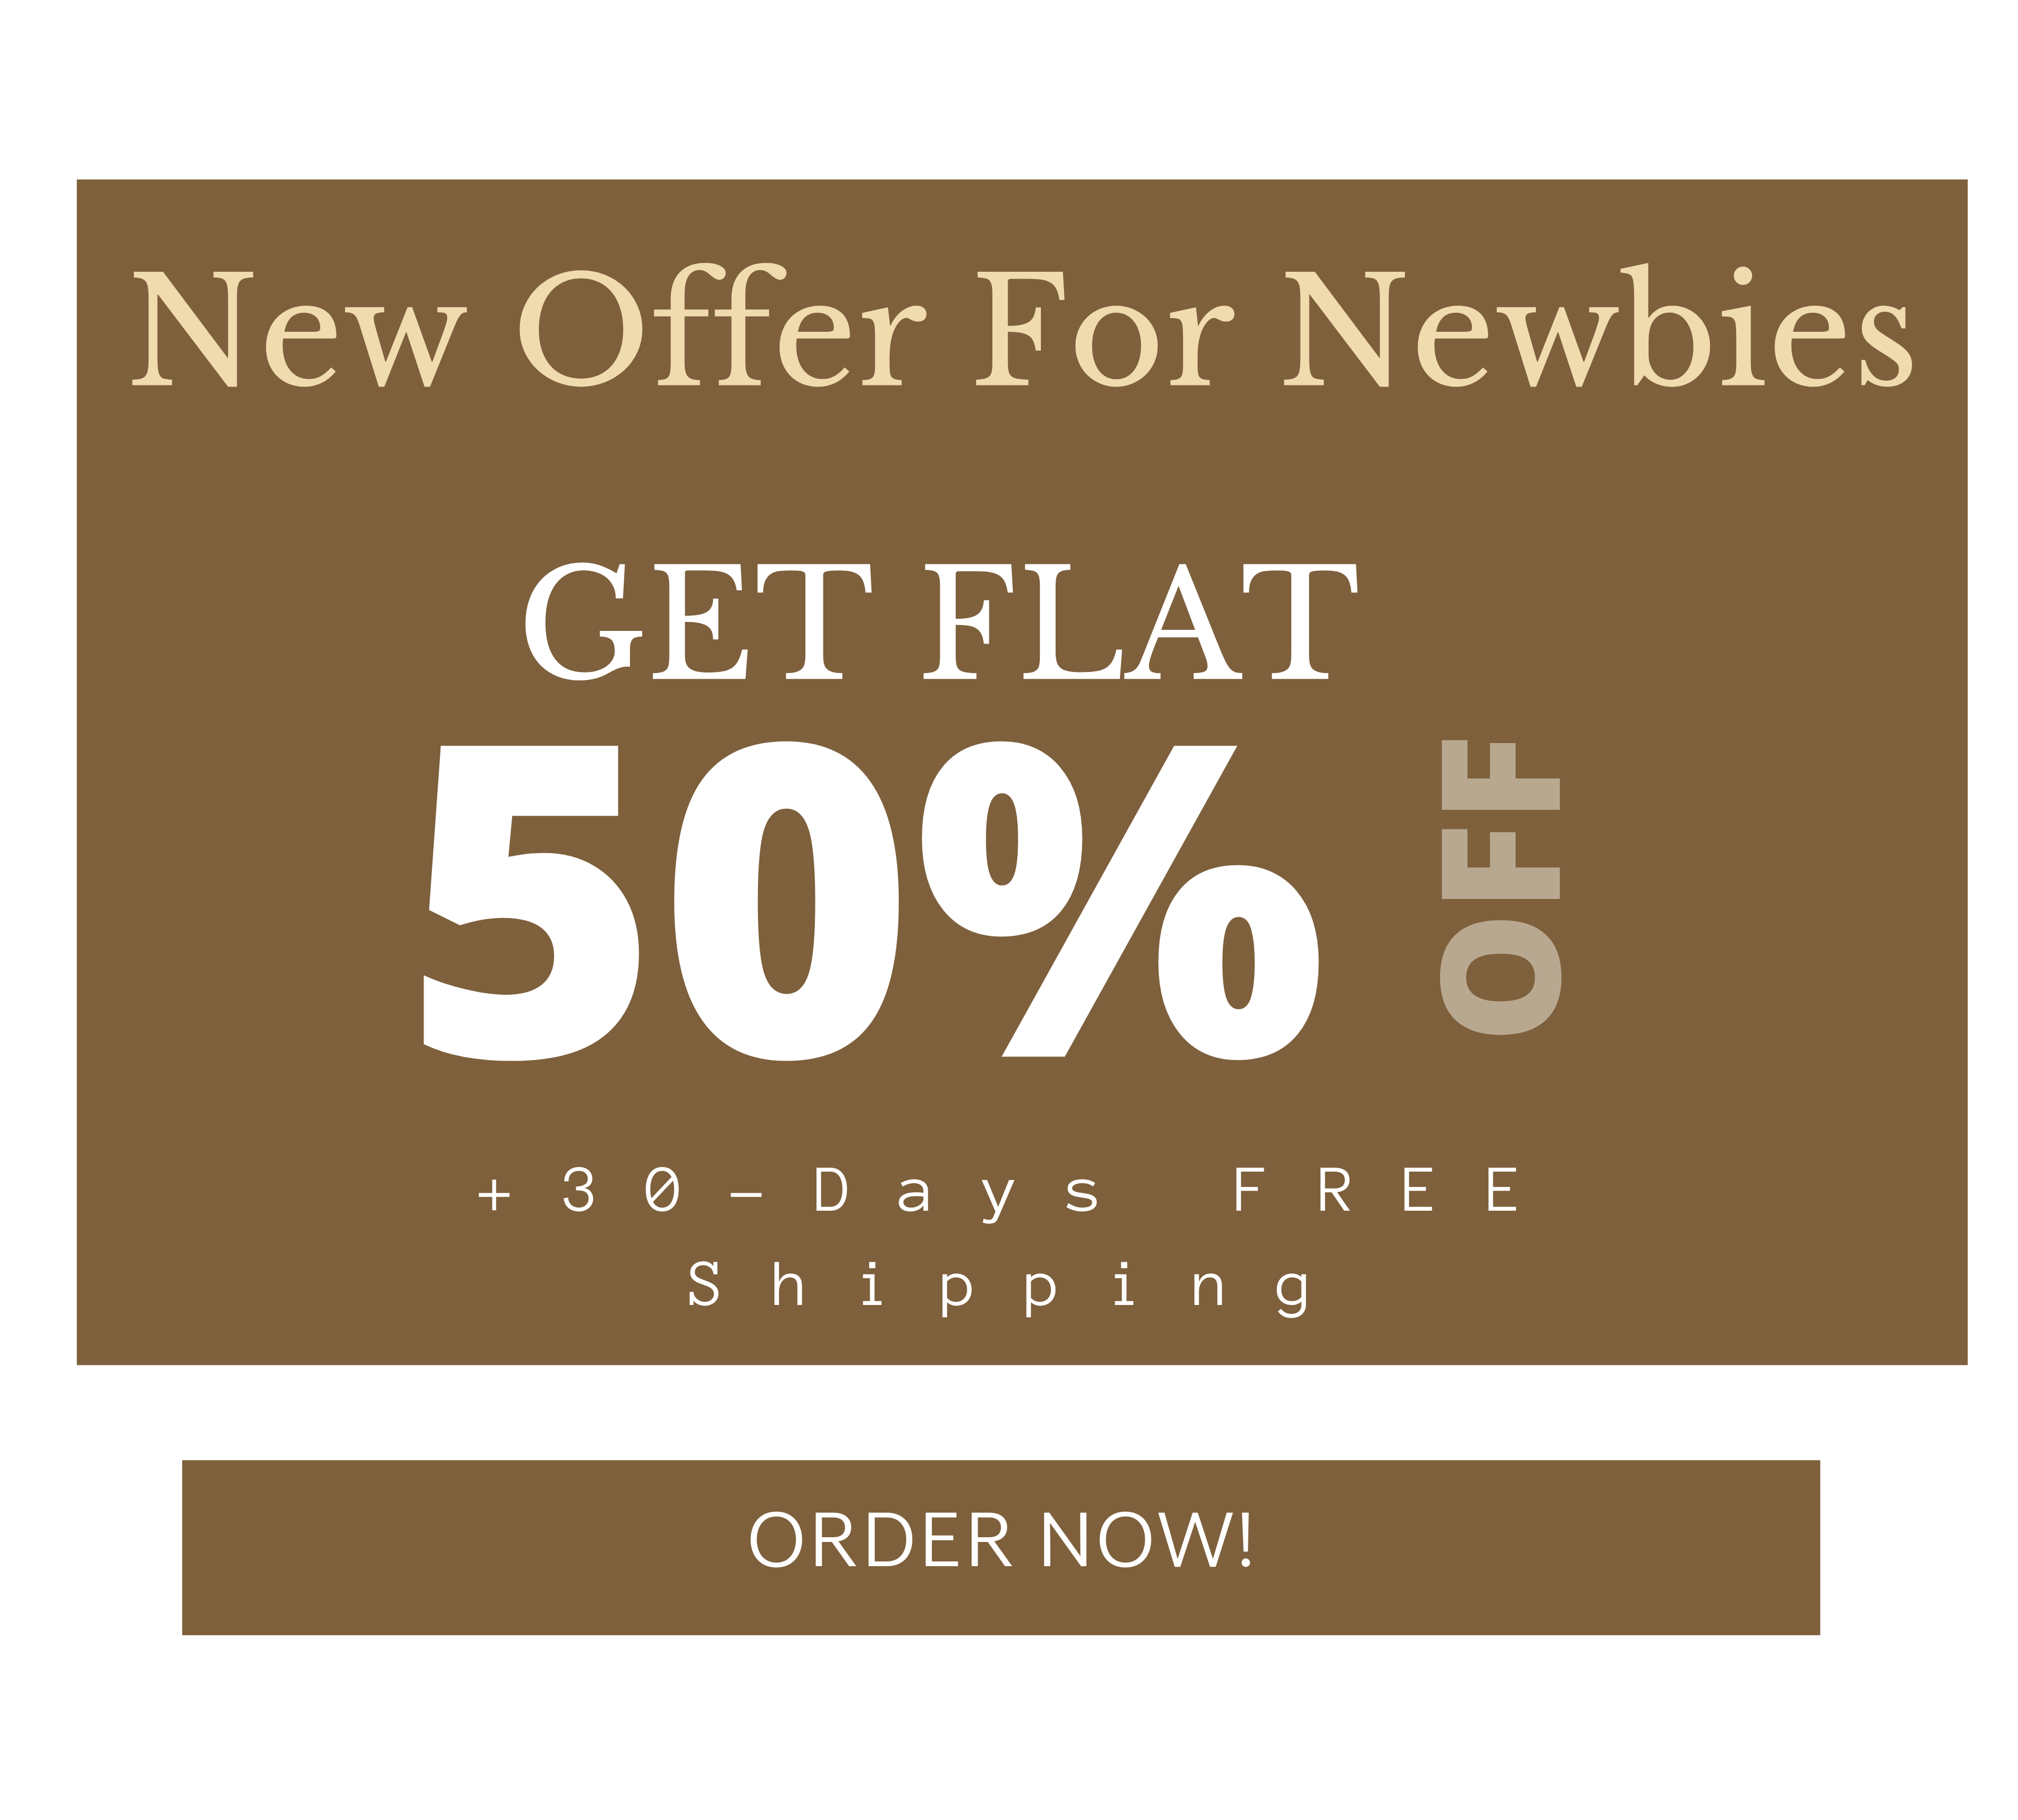 New Offer For Newbies
GET FLAT
50%
OFF
+30–Days FREE
Shipping
ORDER NOW!